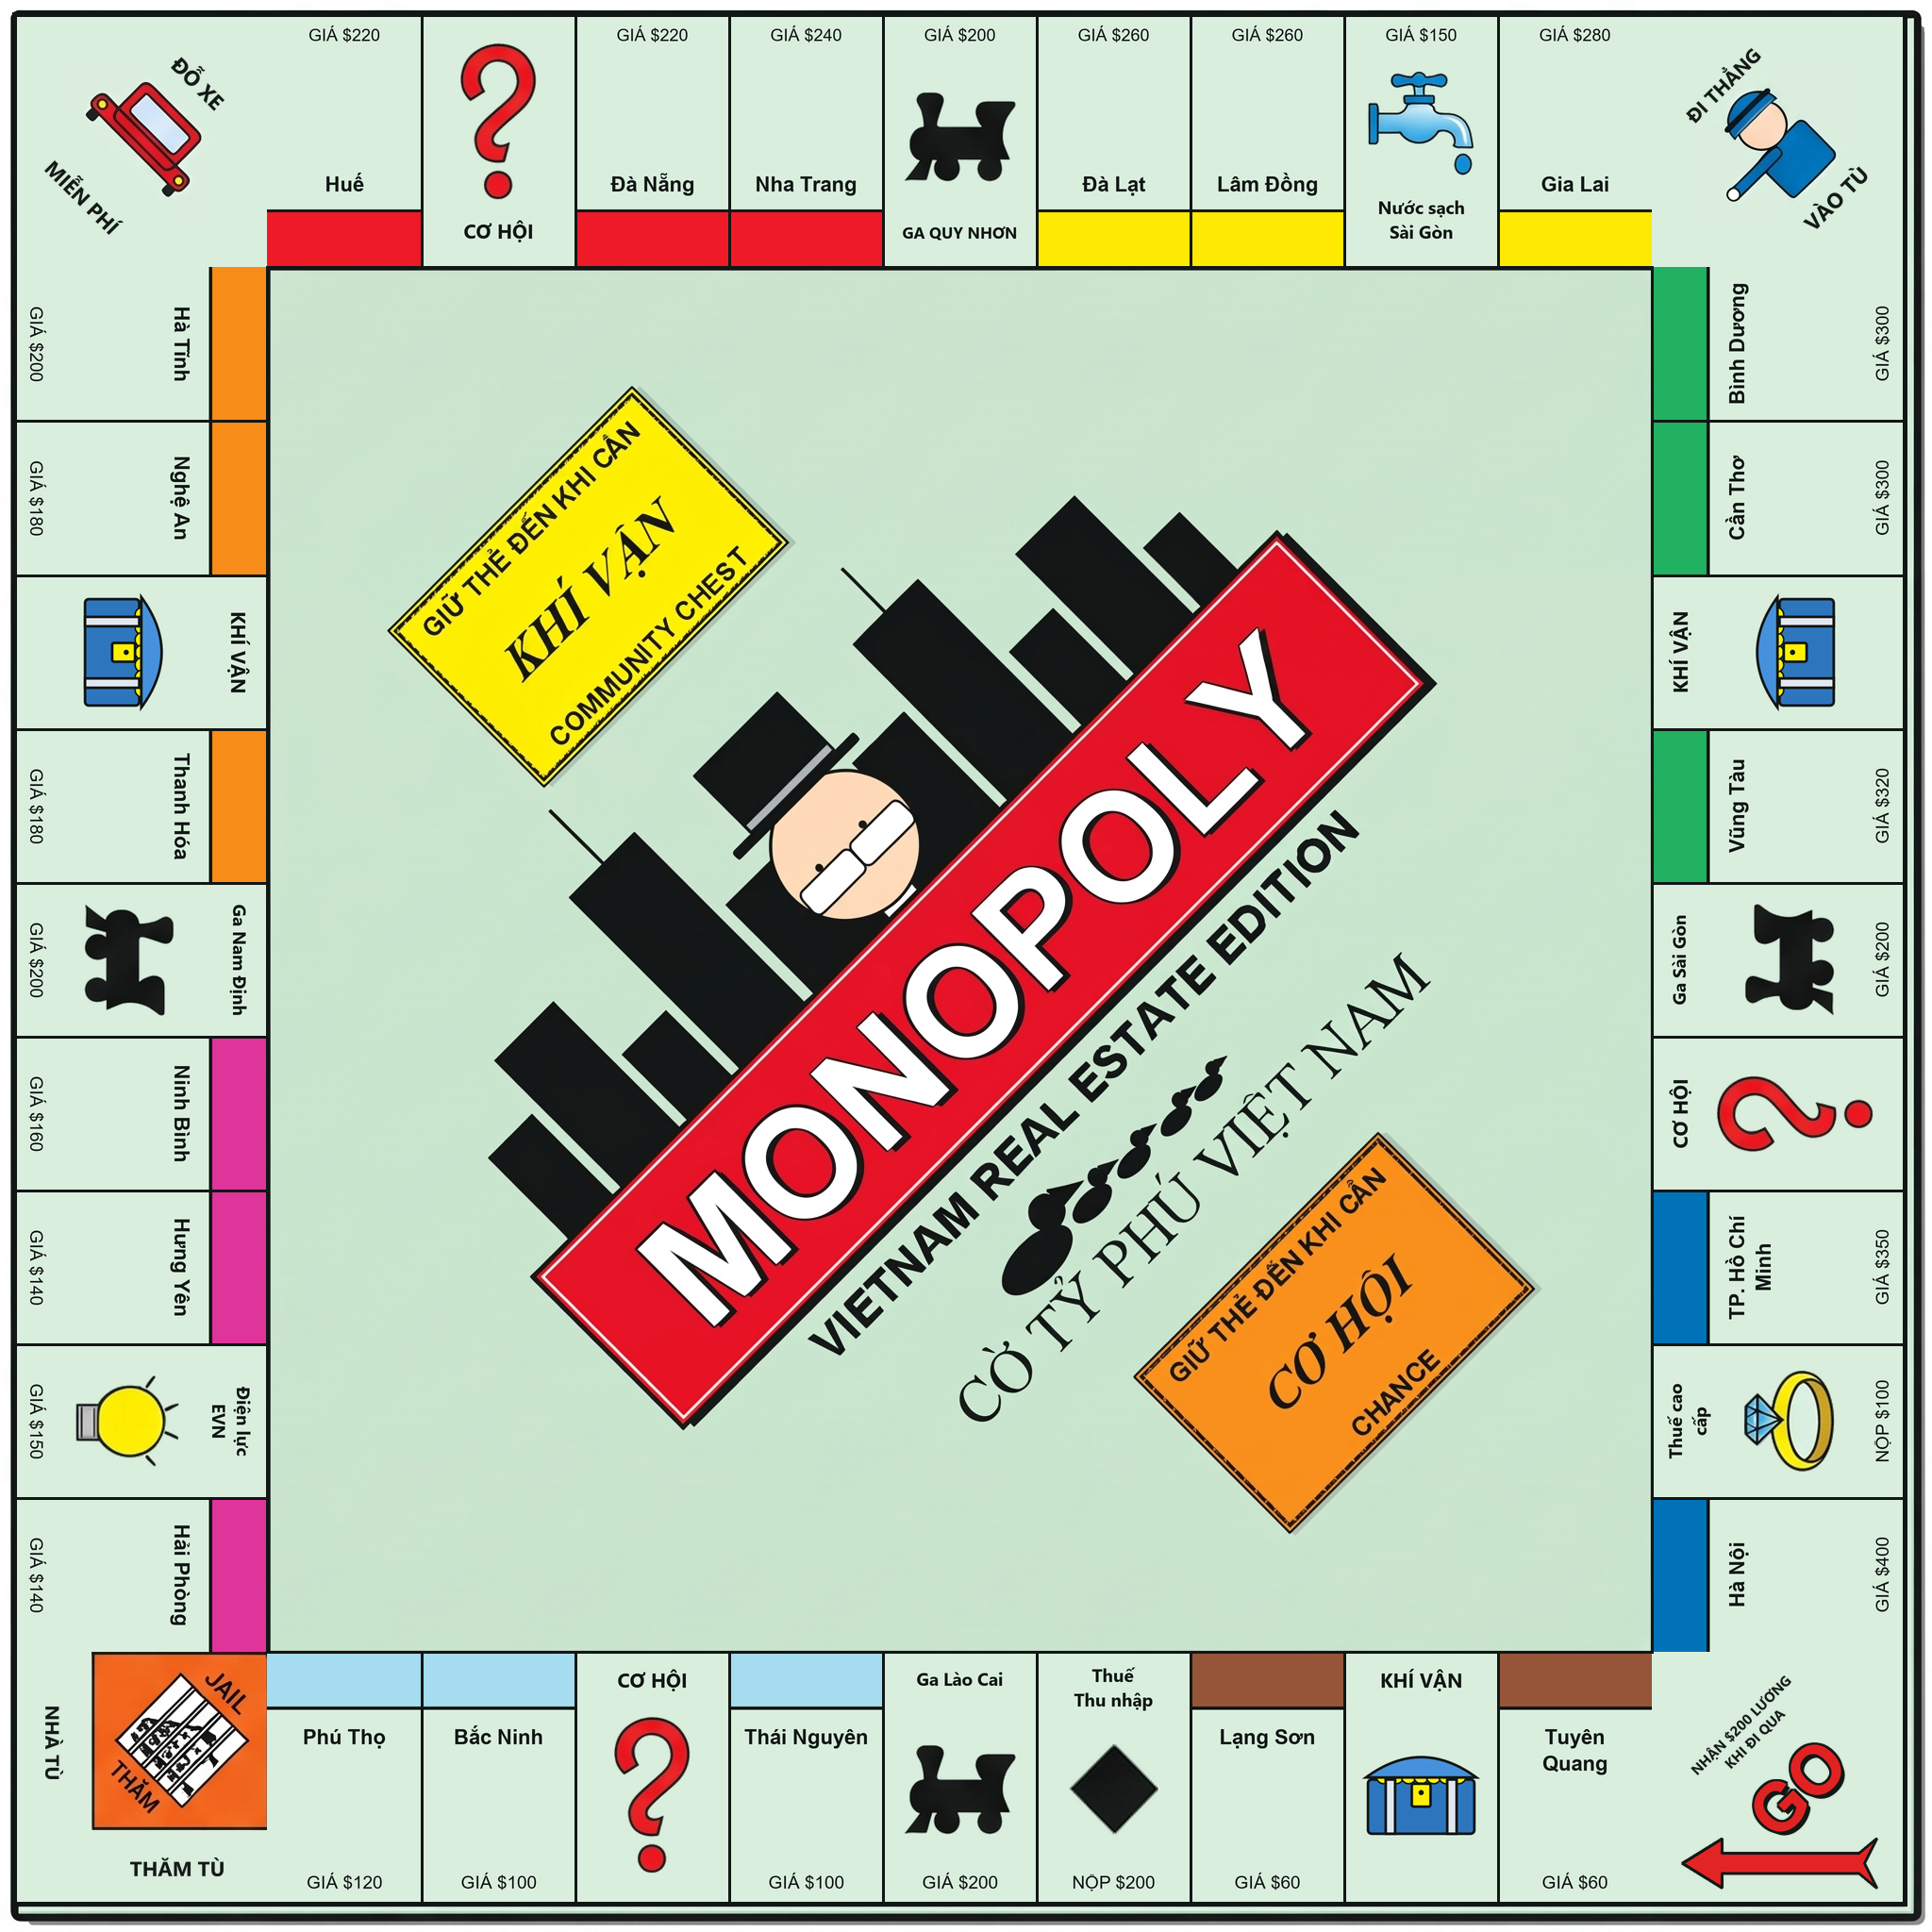 ĐỖ XE
MIỄN PHÍ
GIÁ $220
Huế
CƠ HỘI
GIÁ $220
Đà Nẵng
GIÁ $240
Nha Trang
GIÁ $200
GA QUY NHƠN
GIÁ $260
Đà Lạt
GIÁ $260
Lâm Đồng
GIÁ $150
Nước sạch
Sài Gòn
GIÁ $280
Gia Lai
ĐI THẲNG
VÀO TÙ
Hà Tĩnh
GIÁ $200
Nghệ An
GIÁ $180
KHÍ VẬN
Thanh Hóa
GIÁ $180
Ga Nam Định
GIÁ $200
Ninh Bình
GIÁ $160
Hưng Yên
GIÁ $140
Điện lực
EVN
GIÁ $150
Hải Phòng
GIÁ $140
GIỮ THẺ ĐẾN KHI CẦN
KHÍ VẬN
COMMUNITY CHEST
MONOPOLY
VIETNAM REAL ESTATE EDITION
CỜ TỶ PHÚ VIỆT NAM
GIỮ THẺ ĐẾN KHI CẦN
CƠ HỘI
CHANCE
Bình Dương
GIÁ $300
Cần Thơ
GIÁ $300
KHÍ VẬN
Vũng Tàu
GIÁ $320
Ga Sài Gòn
GIÁ $200
CƠ HỘI
TP. Hồ Chí
Minh
GIÁ $350
Thuế cao
cấp
NỘP $100
Hà Nội
GIÁ $400
NHÀ TÙ
JAIL
THĂM
THĂM TÙ
Phú Thọ
GIÁ $120
Bắc Ninh
GIÁ $100
CƠ HỘI
Thái Nguyên
GIÁ $100
Ga Lào Cai
GIÁ $200
Thuế
Thu nhập
NỘP $200
Lạng Sơn
GIÁ $60
KHÍ VẬN
Tuyên
Quang
GIÁ $60
NHẬN $200 LƯƠNG
KHI ĐI QUA
GO